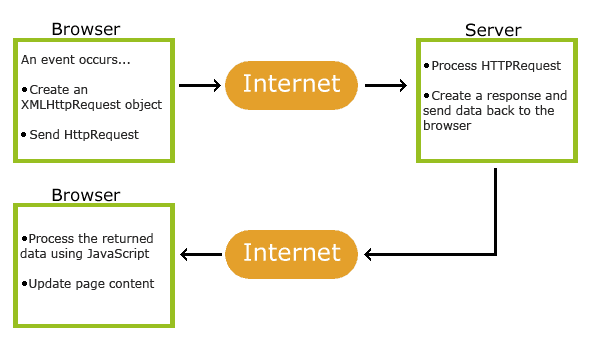 Browser
An event occurs...
•Create an
XMLHttpRequest object
• Send HttpRequest
Internet
Server
•Process HTTPRequest
•Create a response and
send data back to the
browser
Browser
•Process the returned
data using JavaScript
•Update page content
Internet